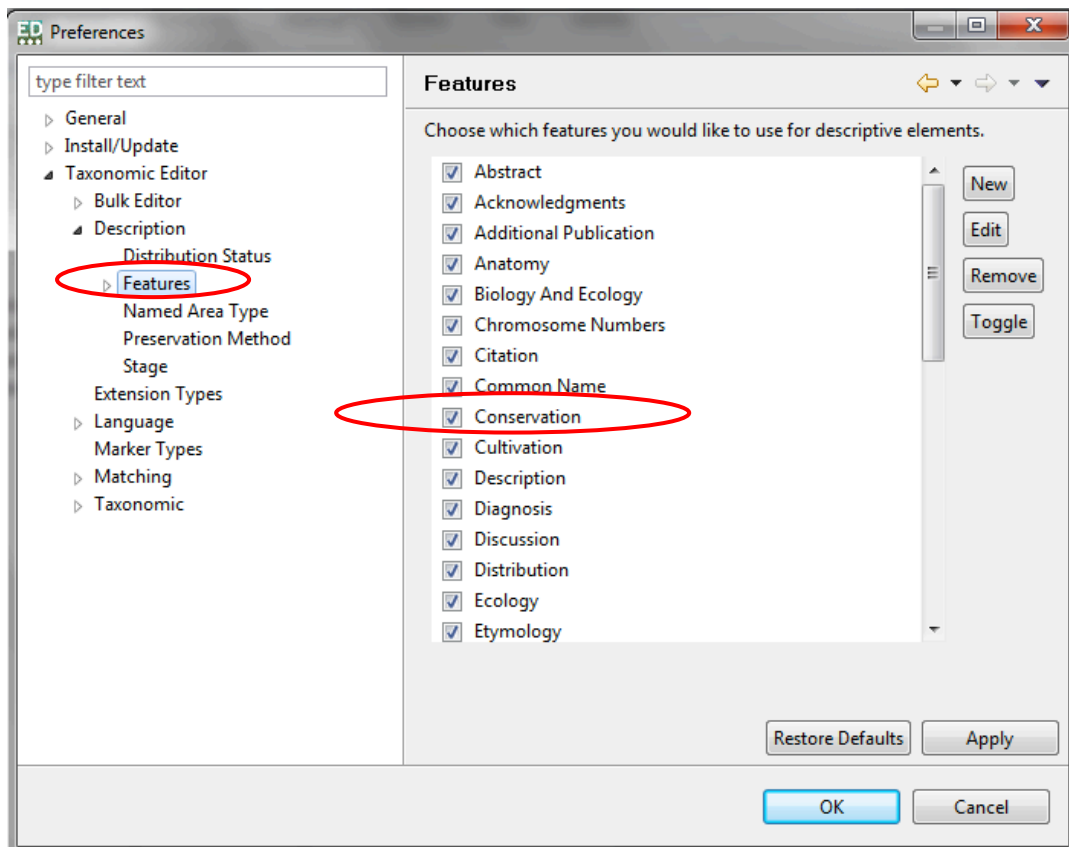 ED Preferences
type filter text
General
Install/Update
Taxonomic Editor
Bulk Editor
Description
Distribution Status
Features
Named Area Type
Preservation Method
Stage
Extension Types
Language
Marker Types
Matching
Taxonomic
Features
Choose which features you would like to use for descriptive elements.
Abstract
Acknowledgments
Additional Publication
Anatomy
Biology And Ecology
Chromosome Numbers
Citation
Common Name
Conservation
Cultivation
Description
Diagnosis
Discussion
Distribution
Ecology
Etymology
New
Edit
Remove
Toggle
Restore Defaults
Apply
OK
Cancel